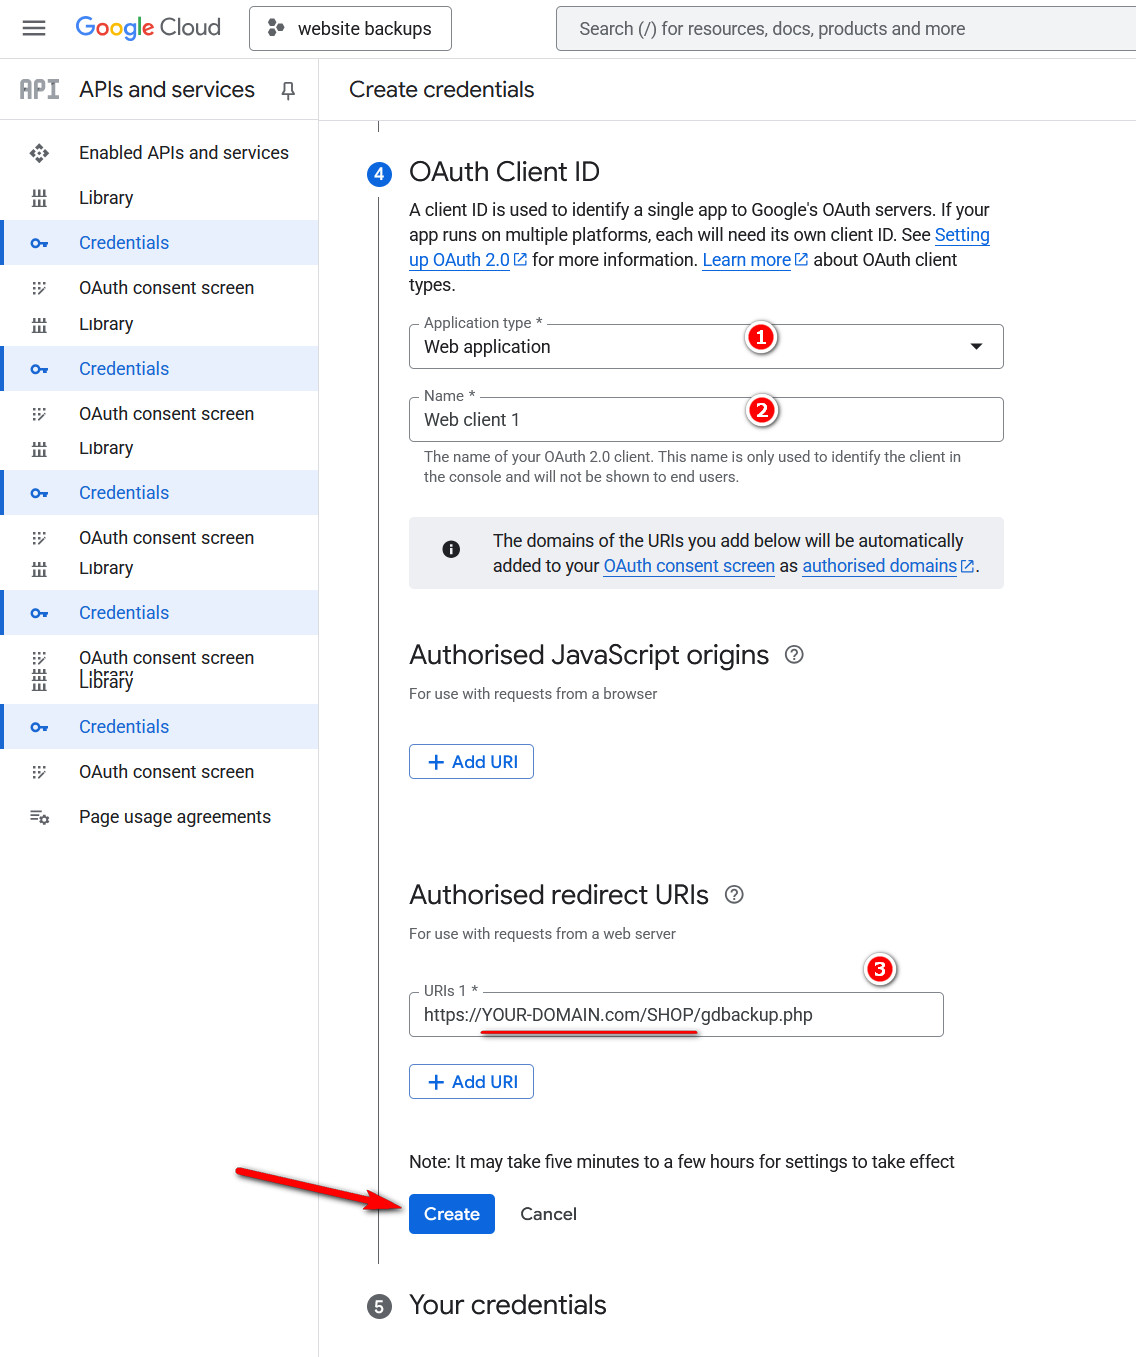 Google Cloud
website backups
Search (/) for resources, docs, products and more
API APIs and services
Create credentials
Enabled APIs and services
Library
Credentials
OAuth consent screen
Library
Credentials
OAuth consent screen
Library
Credentials
OAuth consent screen
Library
Credentials
OAuth consent screen
Library
Library
Credentials
OAuth consent screen
Page usage agreements
4 OAuth Client ID
A client ID is used to identify a single app to Google's OAuth servers. If your
app runs on multiple platforms, each will need its own client ID. See Setting
up OAuth 2.0 for more information. Learn more about OAuth client
types.
Application type *
Web application
1
Name *
Web client 1
2
The name of your OAuth 2.0 client. This name is only used to identify the client in
the console and will not be shown to end users.
The domains of the URIs you add below will be automatically
added to your OAuth consent screen as authorised domains.
Authorised JavaScript origins
For use with requests from a browser
+ Add URI
Authorised redirect URIs
For use with requests from a web server
3
URIs 1 *
https://YOUR-DOMAIN.com/SHOP/gdbackup.php
+ Add URI
Note: It may take five minutes to a few hours for settings to take effect
Create
Cancel
5 Your credentials